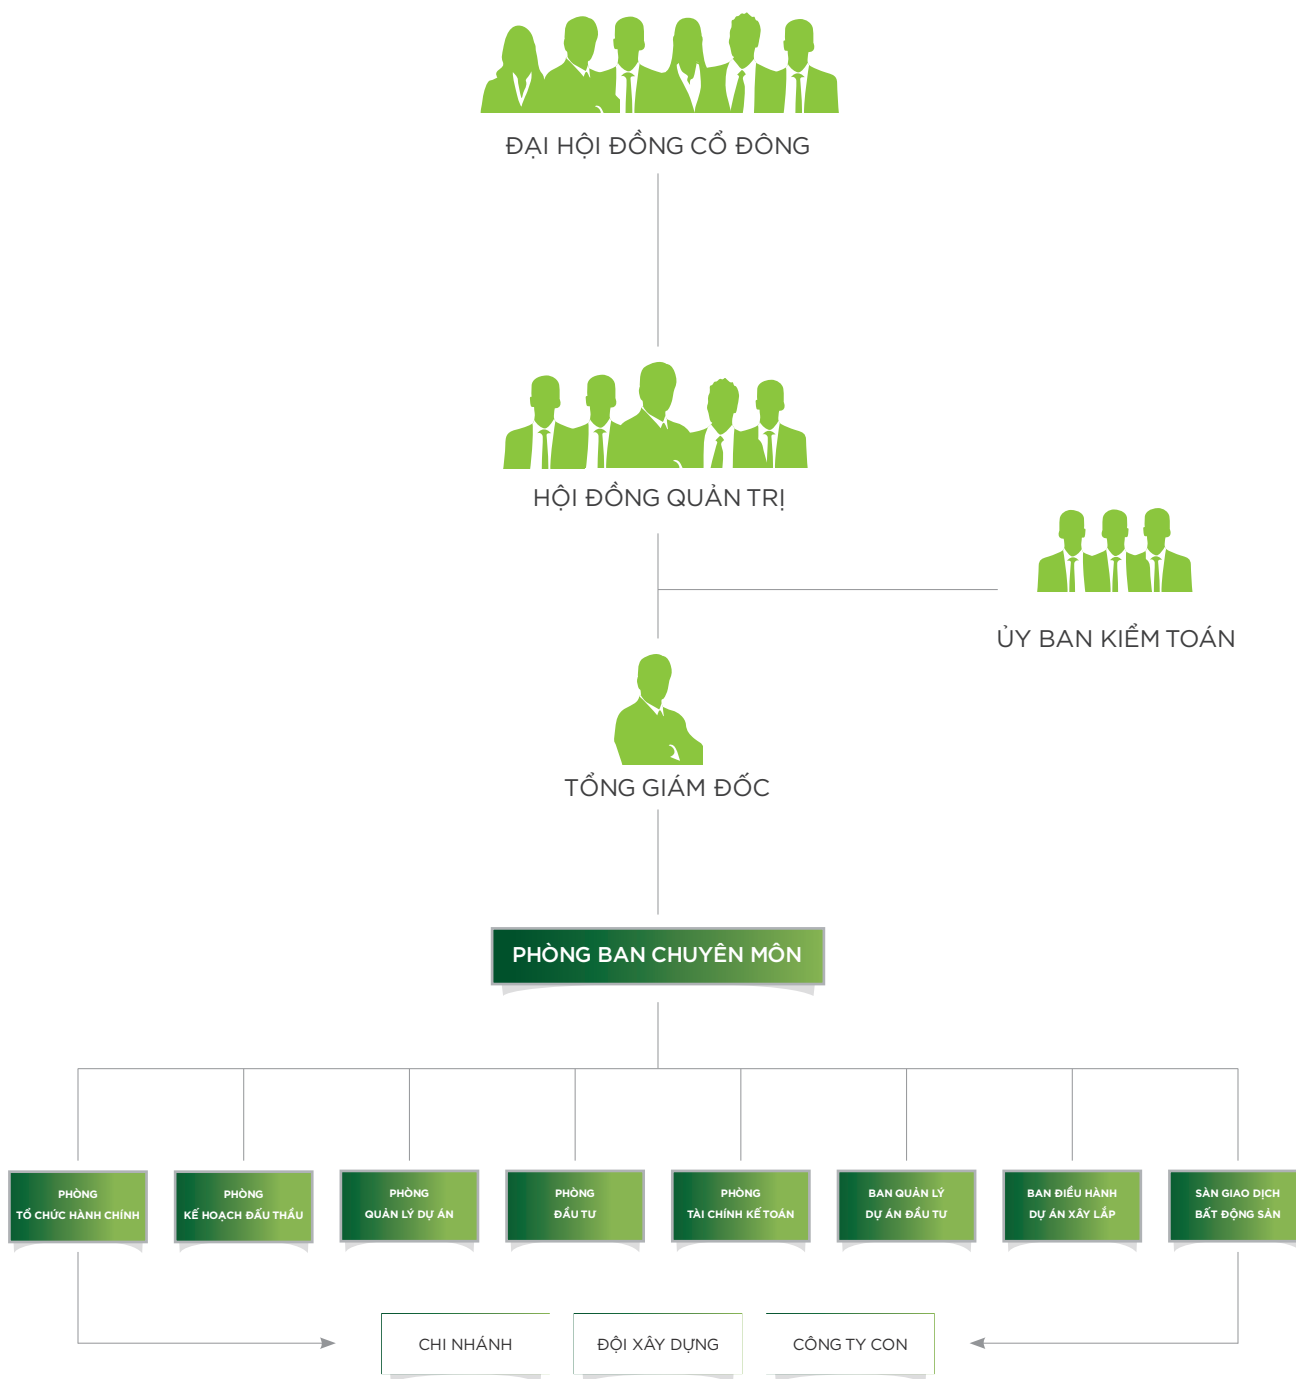 ĐẠI HỘI ĐỒNG CỔ ĐÔNG
HỘI ĐỒNG QUẢN TRỊ
ỦY BAN KIỂM TOÁN
TỔNG GIÁM ĐỐC
PHÒNG BAN CHUYÊN MÔN
PHÒNG
TỔ CHỨC HÀNH CHÍNH
PHÒNG
KẾ HOẠCH ĐẤU THẦU
PHÒNG
QUẢN LÝ DỰ ÁN
PHÒNG
ĐẦU TƯ
PHÒNG
TÀI CHÍNH KẾ TOÁN
BAN QUẢN LÝ
DỰ ÁN ĐẦU TƯ
BAN ĐIỀU HÀNH
DỰ ÁN XÂY LẮP
SÀN GIAO DỊCH
BẤT ĐỘNG SẢN
CHI NHÁNH
ĐỘI XÂY DỰNG
CÔNG TY CON